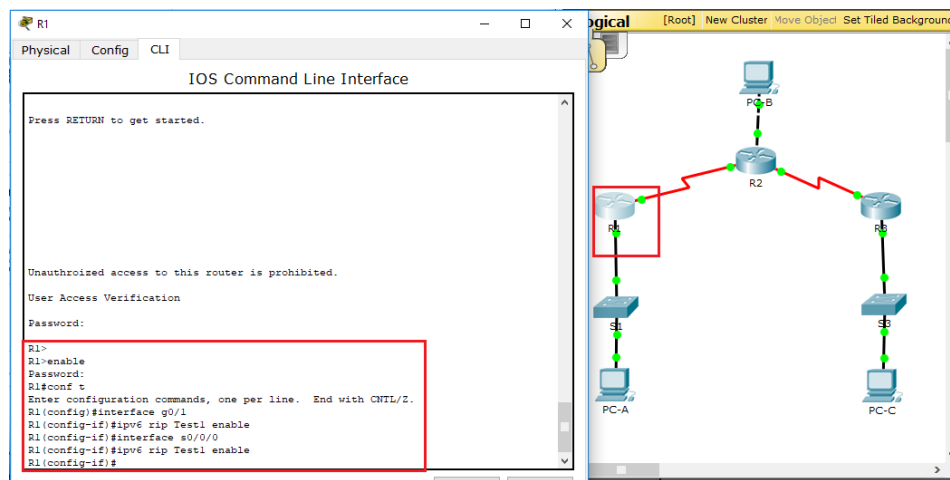 R1
Physical Config CLI
IOS Command Line Interface
Press RETURN to get started.
Unauthroized access to this router is prohibited.
User Access Verification
Password:
R1>
R1>enable
Password:
R1#conf t
Enter configuration commands, one per line.  End with CNTL/Z.
R1(config)#interface g0/1
R1(config-if)#ipv6 rip Test1 enable
R1(config-if)#interface s0/0/0
R1(config-if)#ipv6 rip Test1 enable
R1(config-if)#
ogical [Root] New Cluster Move Object Set Tiled Background
PC-B
R2
R1
R3
S1
S3
PC-A
PC-C